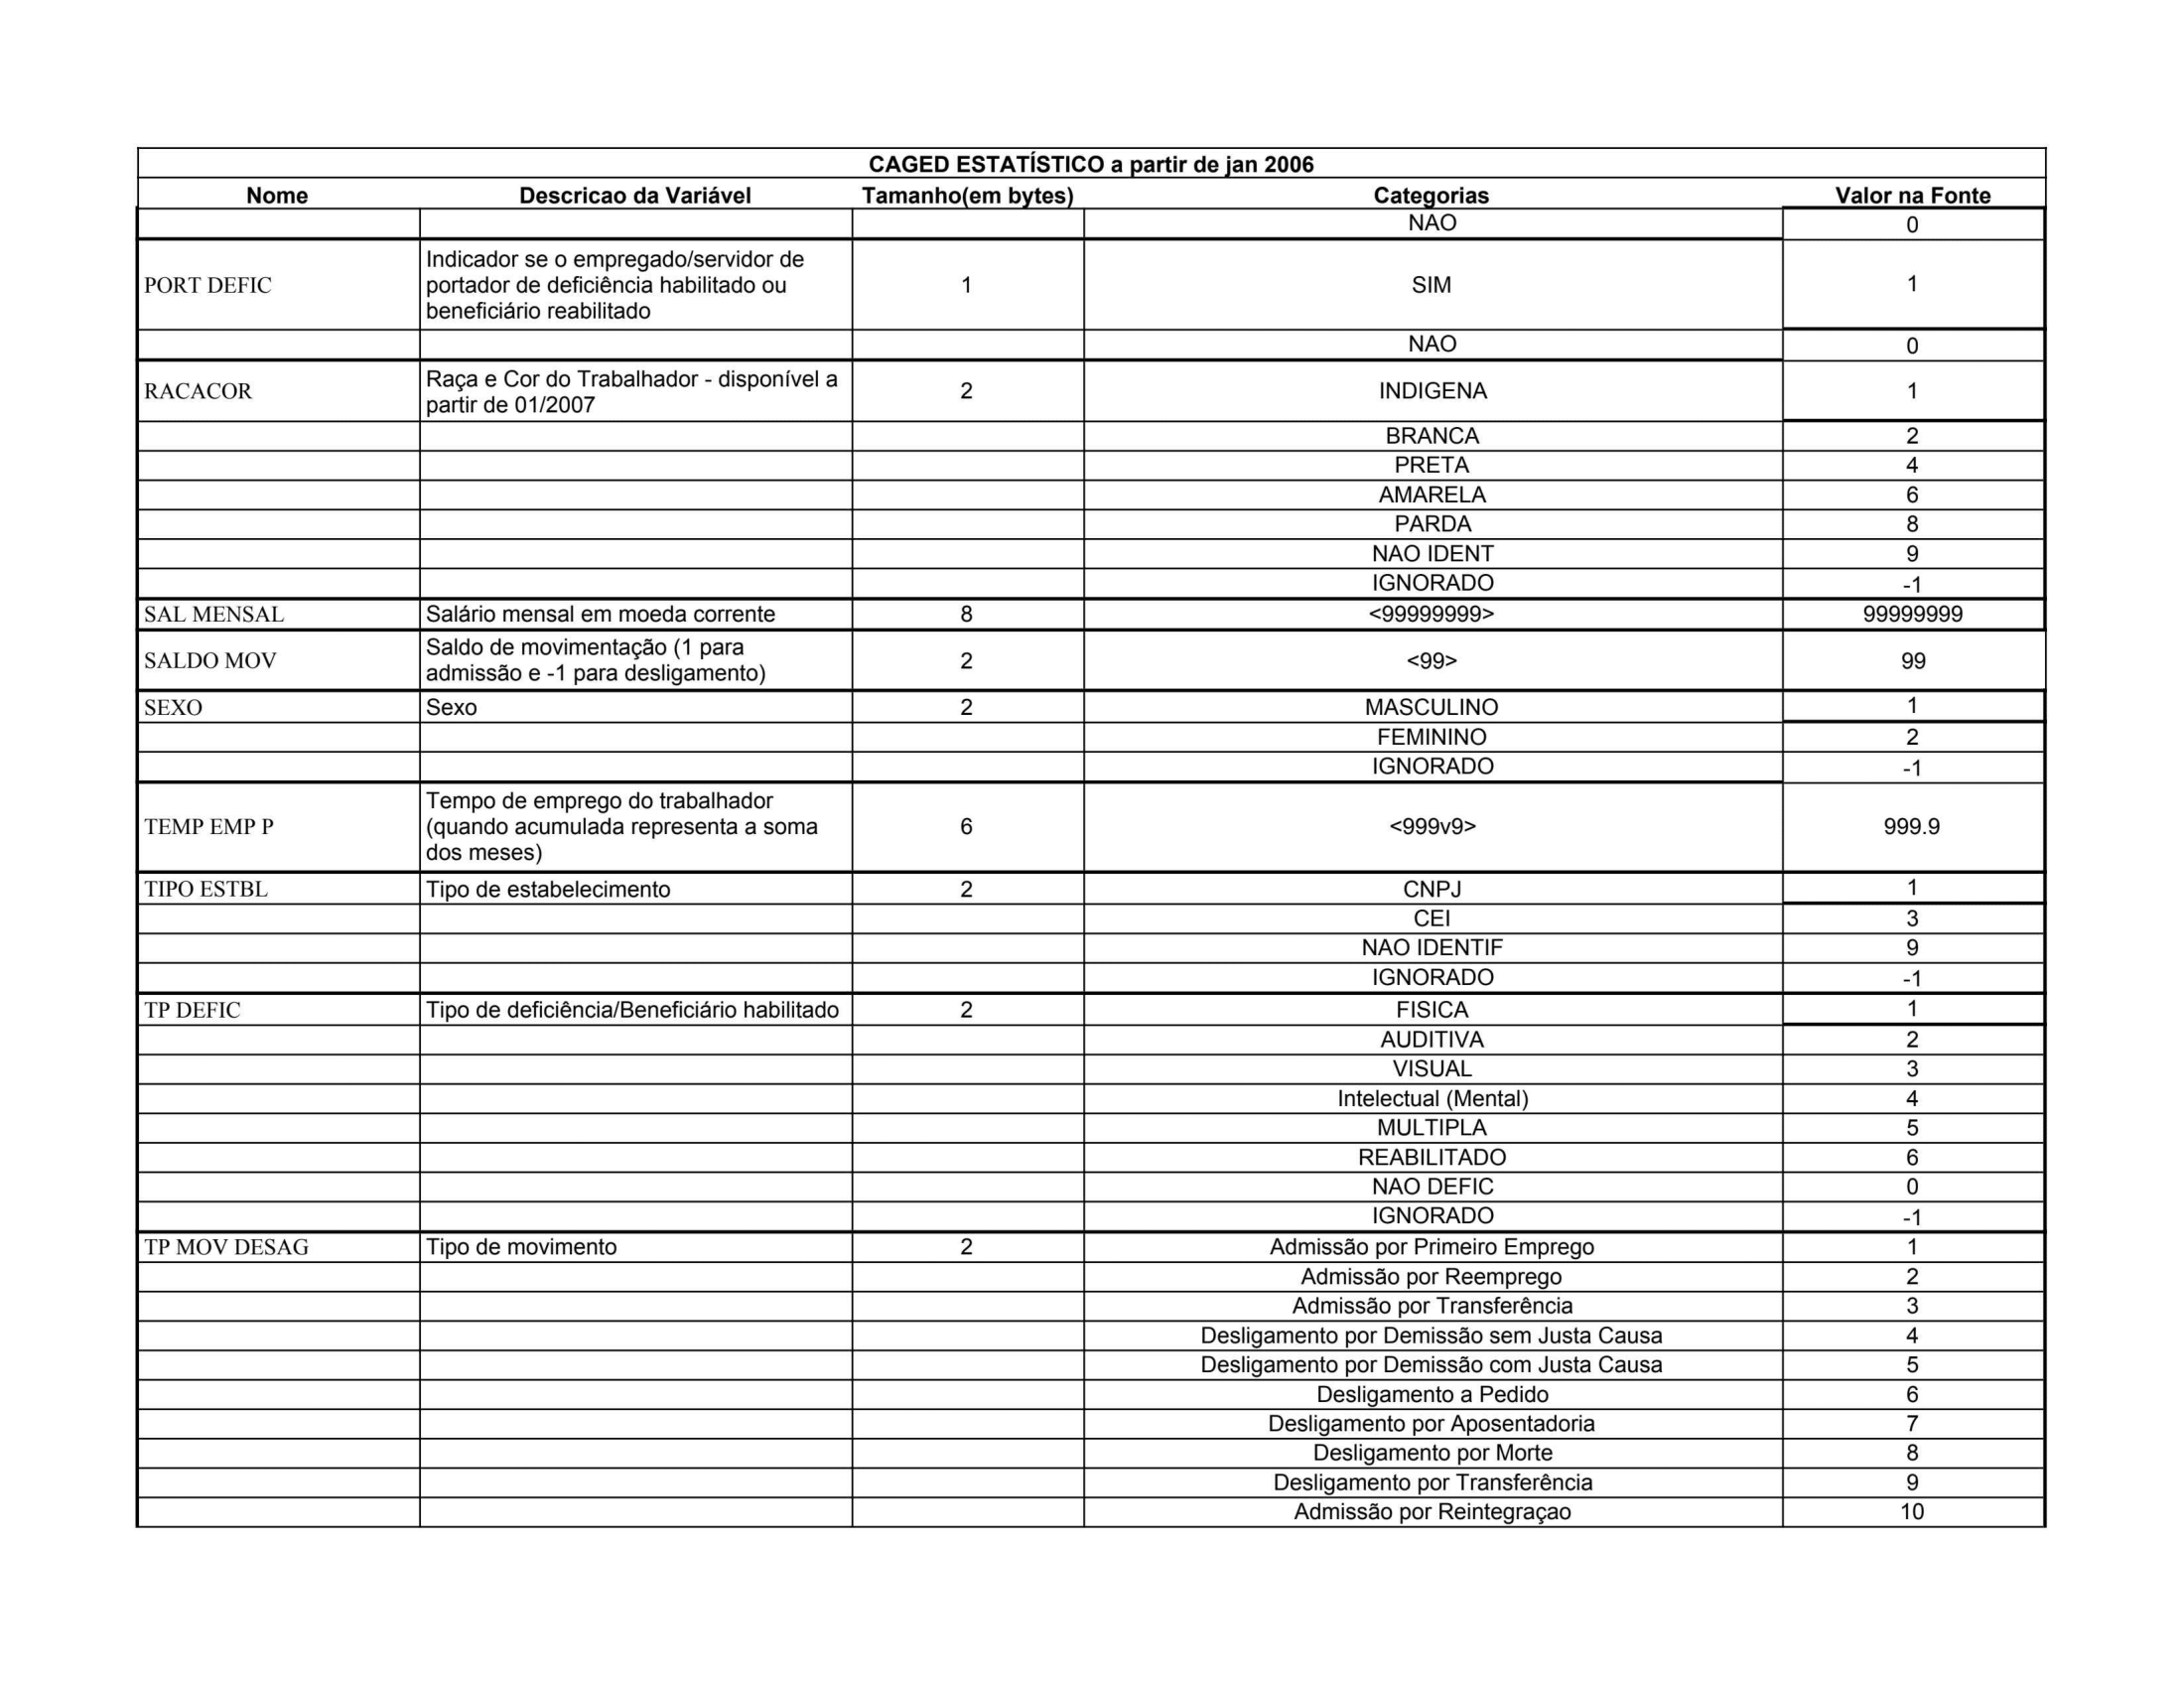 CAGED ESTATÍSTICO a partir de jan 2006
Nome Descricao da Variável Tamanho(em bytes) Categorias Valor na Fonte
NAO 0
Indicador se o empregado/servidor de
PORT DEFIC portador de deficiência habilitado ou 1 SIM 1
beneficiário reabilitado
NAO 0
Raça e Cor do Trabalhador - disponível a
RACACOR 2 INDIGENA 1
partir de 01/2007
BRANCA 2
PRETA 4
AMARELA 6
PARDA 8
NAO IDENT 9
IGNORADO -1
SAL MENSAL Salário mensal em moeda corrente 8 <99999999> 99999999
Saldo de movimentação (1 para
SALDO MOV 2 <99> 99
admissão e -1 para desligamento)
SEXO Sexo 2 MASCULINO 1
FEMININO 2
IGNORADO -1
Tempo de emprego do trabalhador
TEMP EMP P (quando acumulada representa a soma 6 <999v9> 999.9
dos meses)
TIPO ESTBL Tipo de estabelecimento 2 CNPJ 1
CEI 3
NAO IDENTIF 9
IGNORADO -1
TP DEFIC Tipo de deficiência/Beneficiário habilitado 2 FISICA 1
AUDITIVA 2
VISUAL 3
Intelectual (Mental) 4
MULTIPLA 5
REABILITADO 6
NAO DEFIC 0
IGNORADO -1
TP MOV DESAG Tipo de movimento 2 Admissão por Primeiro Emprego 1
Admissão por Reemprego 2
Admissão por Transferência 3
Desligamento por Demissão sem Justa Causa 4
Desligamento por Demissão com Justa Causa 5
Desligamento a Pedido 6
Desligamento por Aposentadoria 7
Desligamento por Morte 8
Desligamento por Transferência 9
Admissão por Reintegraçao 10